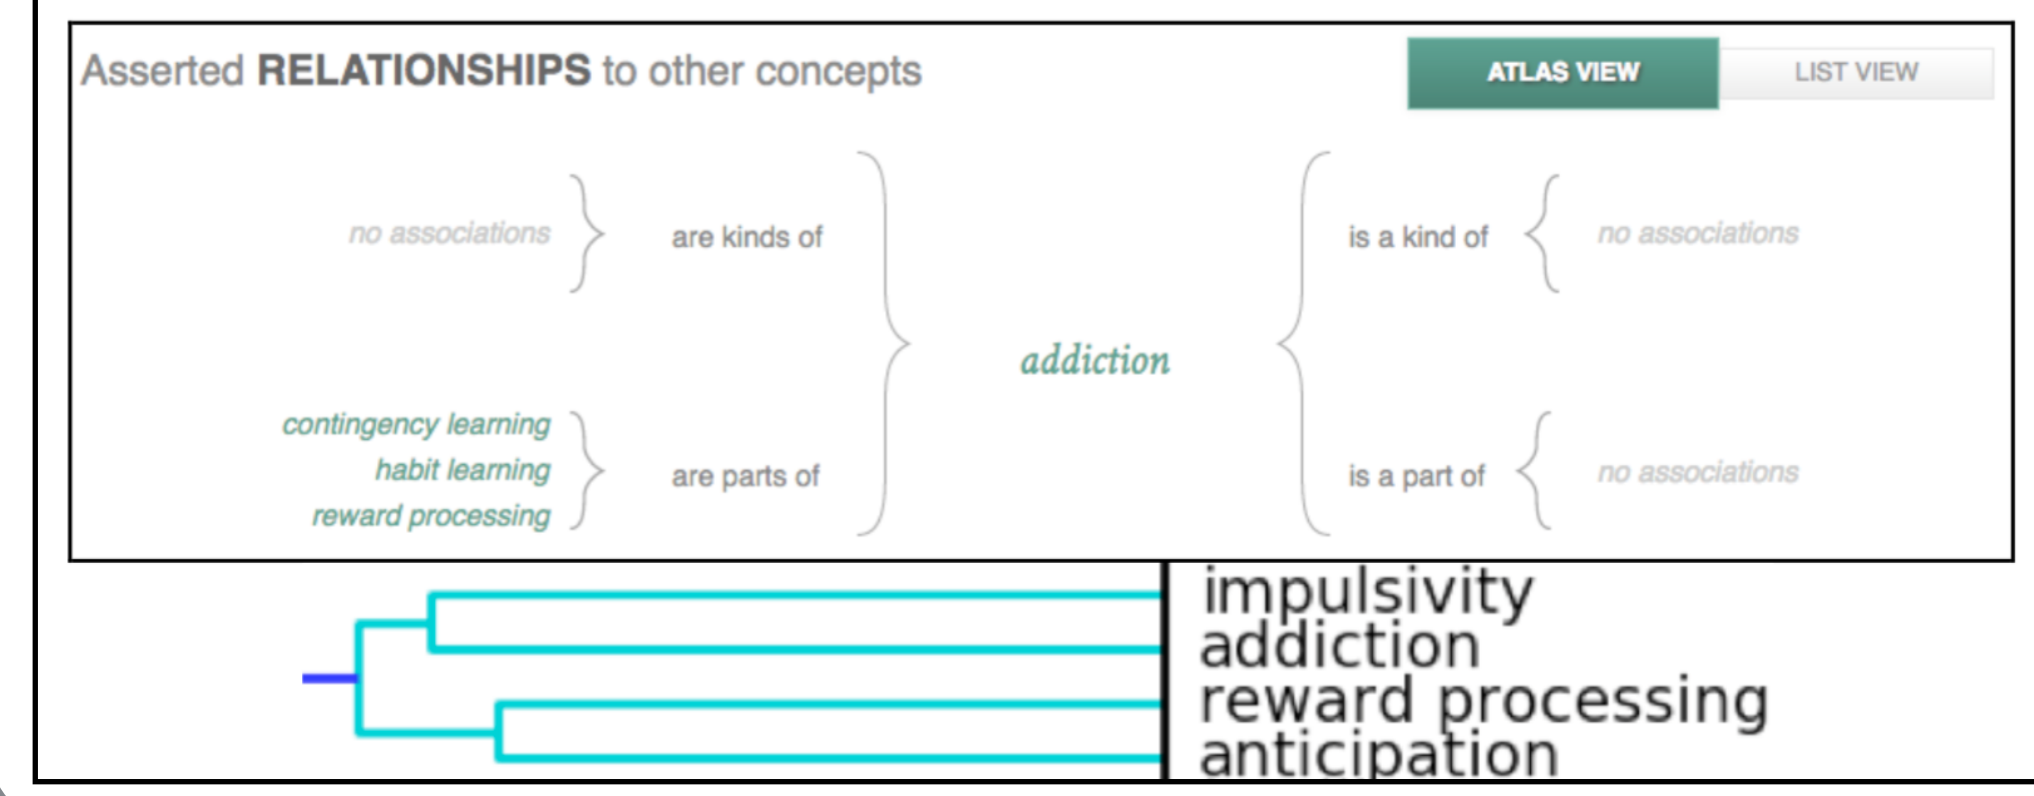 Asserted RELATIONSHIPS to other concepts
ATLAS VIEW
LIST VIEW
no associations
are kinds of
is a kind of
no associations
addiction
contingency learning
habit learning
reward processing
are parts of
is a part of
no associations
impulsivity
addiction
reward processing
anticipation